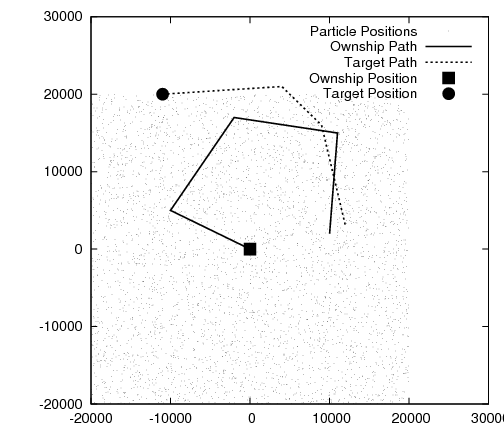 30000
Particle Positions
Ownship Path
Target Path
Ownship Position
20000
Target Position
10000
0
-10000
-20000
-20000 -10000 0 10000 20000 3000